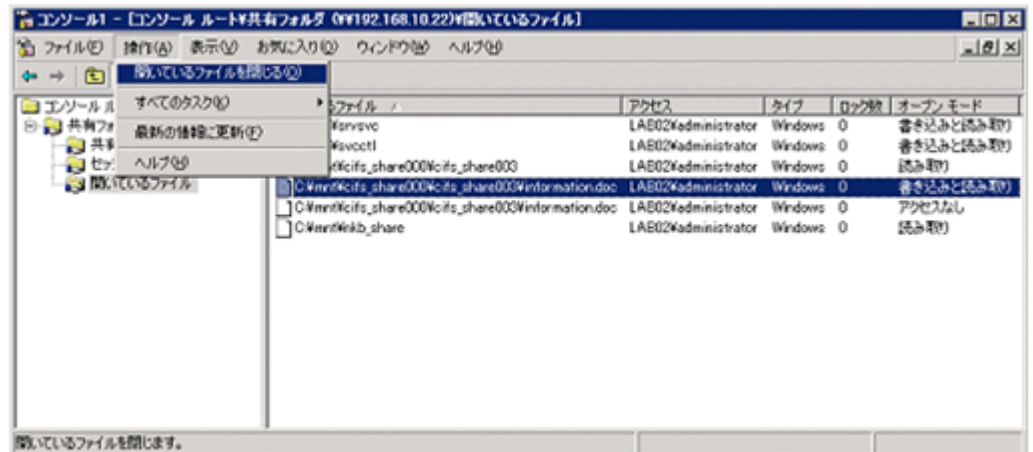 コンソール1 - [コンソール ルート¥共有フォルダ (¥¥192.168.10.22)¥開いているファイル]
ファイル(F) 操作(A) 表示(V) お気に入り(O) ウィンドウ(W) ヘルプ(H)
開いているファイルを閉じる(O)
すべてのタスク(K)
最新の情報に更新(F)
ヘルプ(H)
コンソール ル
共有フォ
共有
セッ
開いているファイル
るファイル アクセス タイプ ロック数 オープン モード
¥srvsvc LAB02¥administrator Windows 0 書き込みと読み取り
¥svcctl LAB02¥administrator Windows 0 書き込みと読み取り
nt¥cifs_share000¥cifs_share003 LAB02¥administrator Windows 0 読み取り
C:¥mnt¥cifs_share000¥cifs_share003¥information.doc LAB02¥administrator Windows 0 書き込みと読み取り
C:¥mnt¥cifs_share000¥cifs_share003¥information.doc LAB02¥administrator Windows 0 アクセスなし
C:¥mnt¥nkb_share LAB02¥administrator Windows 0 読み取り
開いているファイルを閉じます。